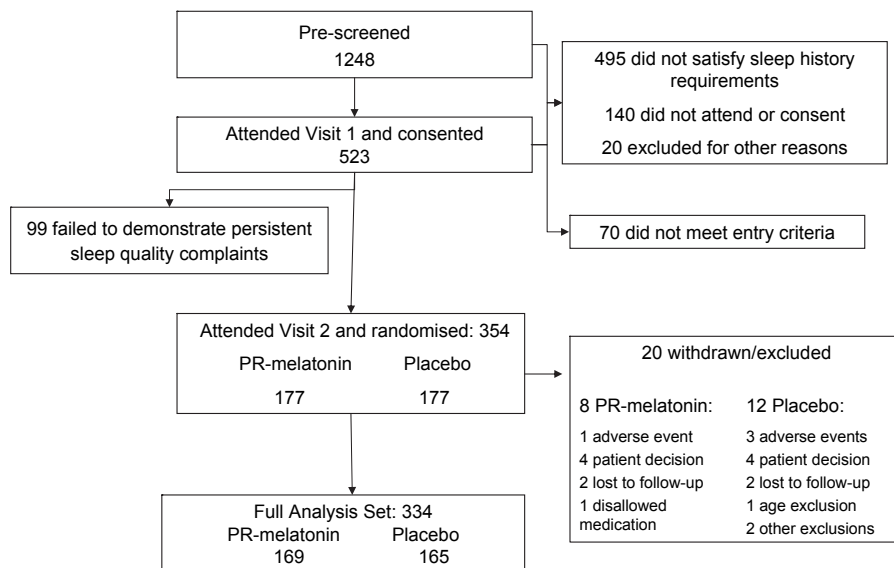 Pre-screened
1248
495 did not satisfy sleep history
requirements
140 did not attend or consent
20 excluded for other reasons
Attended Visit 1 and consented
523
99 failed to demonstrate persistent
sleep quality complaints
70 did not meet entry criteria
Attended Visit 2 and randomised: 354
PR-melatonin Placebo
177 177
20 withdrawn/excluded
8 PR-melatonin: 12 Placebo:
1 adverse event 3 adverse events
4 patient decision 4 patient decision
2 lost to follow-up 2 lost to follow-up
1 disallowed 1 age exclusion
medication 2 other exclusions
Full Analysis Set: 334
PR-melatonin Placebo
169 165